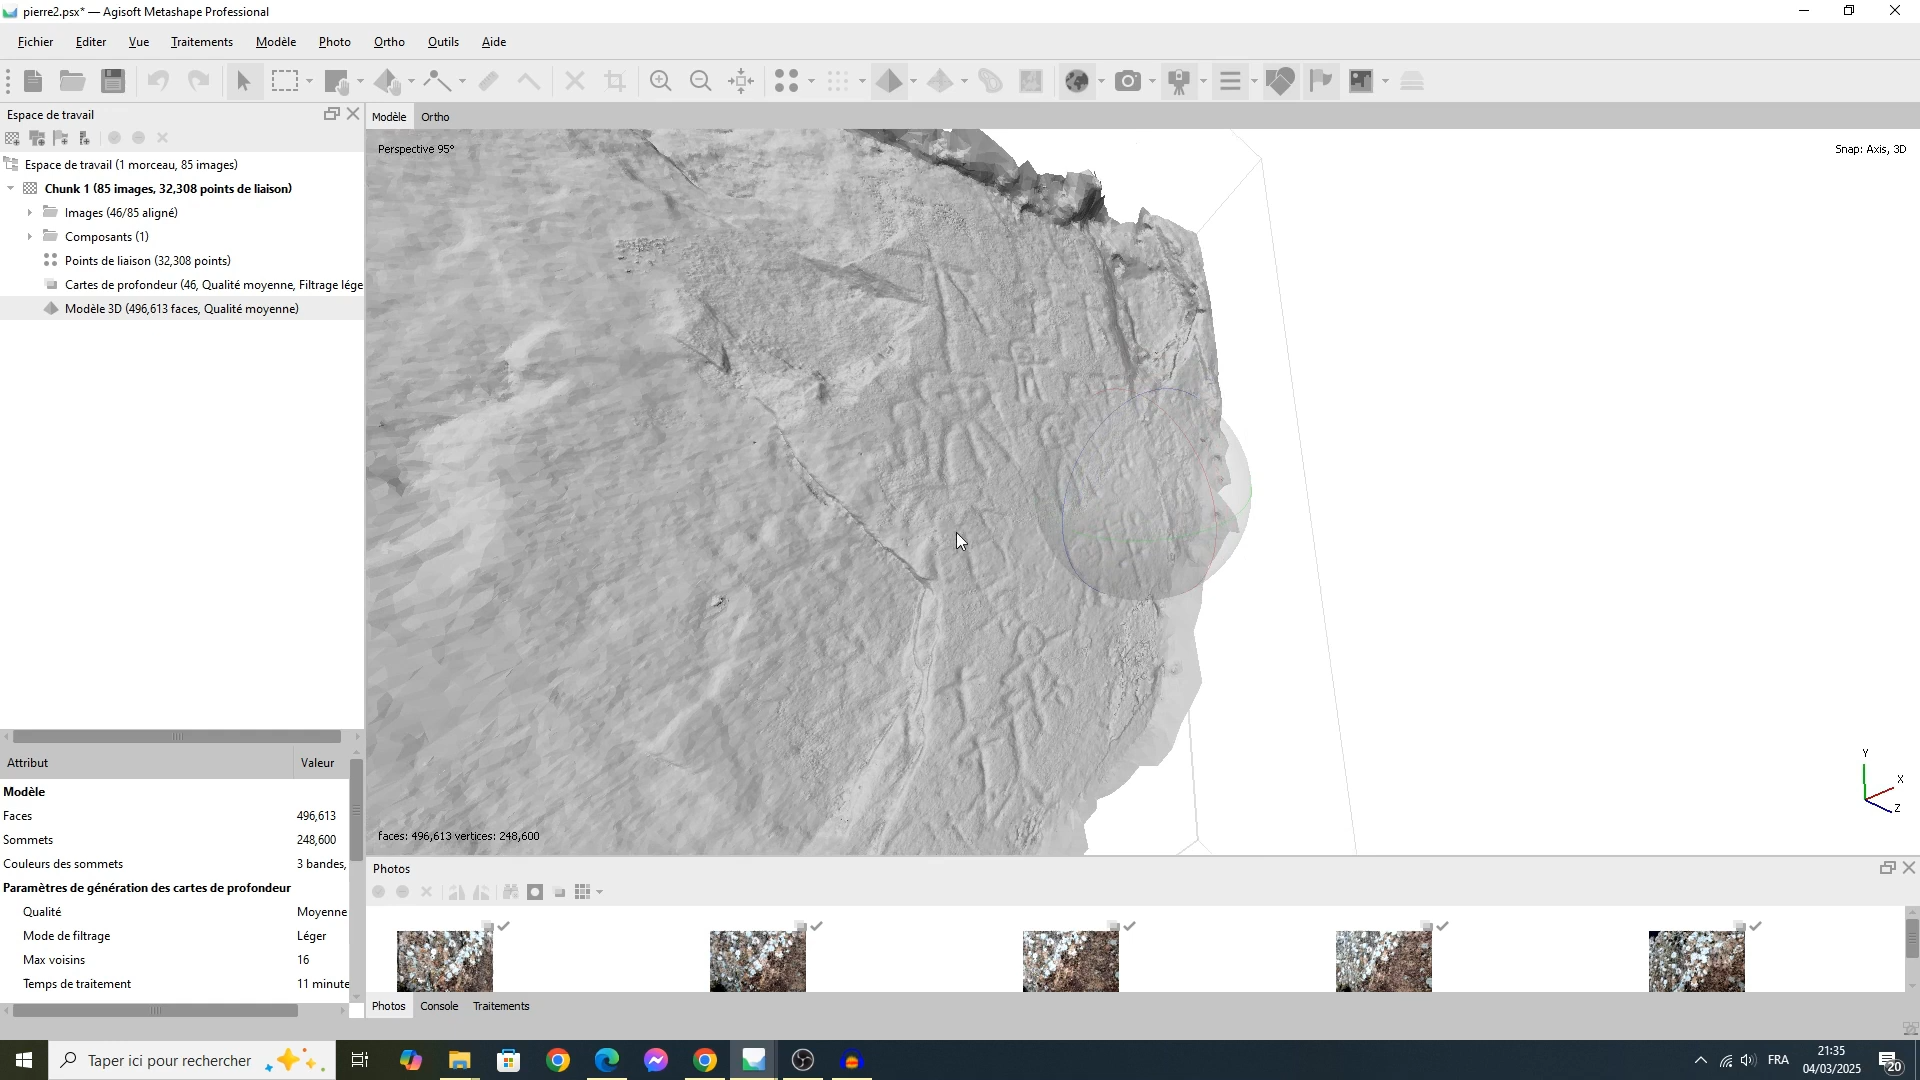 pierre2.psx* — Agisoft Metashape Professional
Fichier Editer Vue Traitements Modèle Photo Ortho Outils Aide
Espace de travail
Modèle Ortho
Perspective 95°
Snap: Axis, 3D
Espace de travail (1 morceau, 85 images)
Chunk 1 (85 images, 32,308 points de liaison)
Images (46/85 aligné)
Composants (1)
Points de liaison (32,308 points)
Cartes de profondeur (46, Qualité moyenne, Filtrage lége
Modèle 3D (496,613 faces, Qualité moyenne)
Attribut Valeur
Modèle
Faces 496,613
Sommets 248,600
Couleurs des sommets 3 bandes,
Paramètres de génération des cartes de profondeur
Qualité Moyenne
Mode de filtrage Léger
Max voisins 16
Temps de traitement 11 minute
Y
X
Z
faces: 496,613 vertices: 248,600
Photos
Photos Console Traitements
Taper ici pour rechercher
FRA
21:35
04/03/2025
20